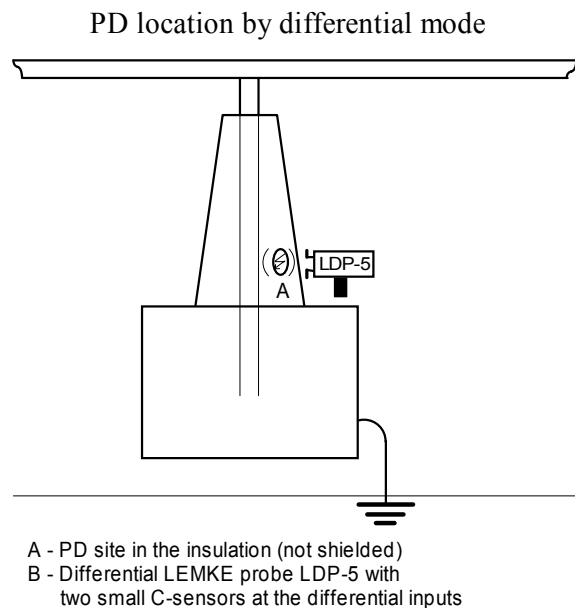 PD location by differential mode
LDP-5
A
A - PD site in the insulation (not shielded)
B - Differential LEMKE probe LDP-5 with
two small C-sensors at the differential inputs